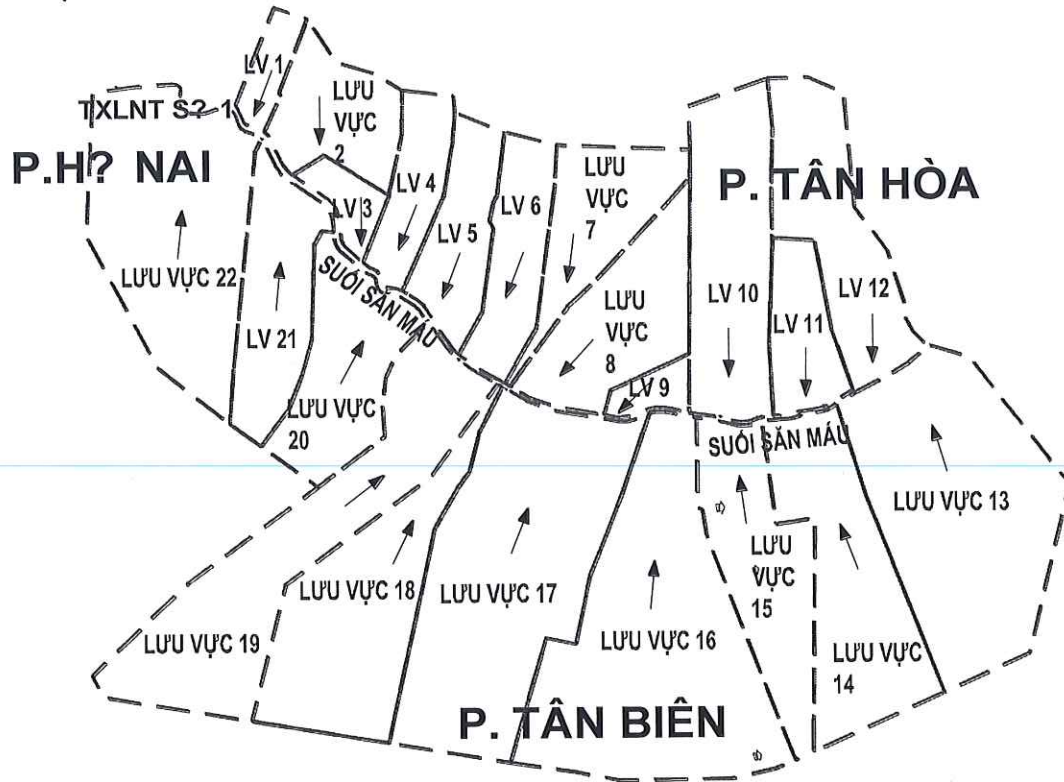 LV 1
LƯU
VỰC
2
TXLNT S? 1
P.H? NAI
LƯU
VỰC
7
P. TÂN HÒA
LV 4
LV 6
LV 3
LV 5
LƯU VỰC 22
SUỐI SĂN MÁU
LV 10
LV 12
LƯU
VỰC
8
LV 11
LV 21
LV 9
LƯU VỰC
20
SUỐI SĂN MÁU
LƯU VỰC 13
LƯU
VỰC
15
LƯU VỰC 18
LƯU VỰC 17
LƯU VỰC 19
LƯU VỰC 16
LƯU VỰC
14
P. TÂN BIÊN